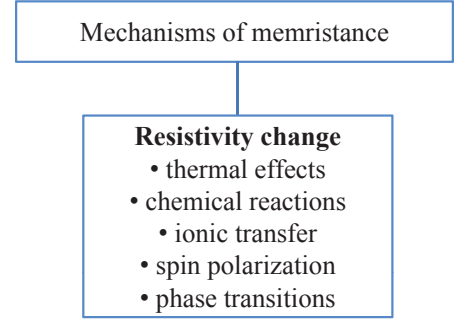 Mechanisms of memristance
Resistivity change
• thermal effects
• chemical reactions
• ionic transfer
• spin polarization
• phase transitions